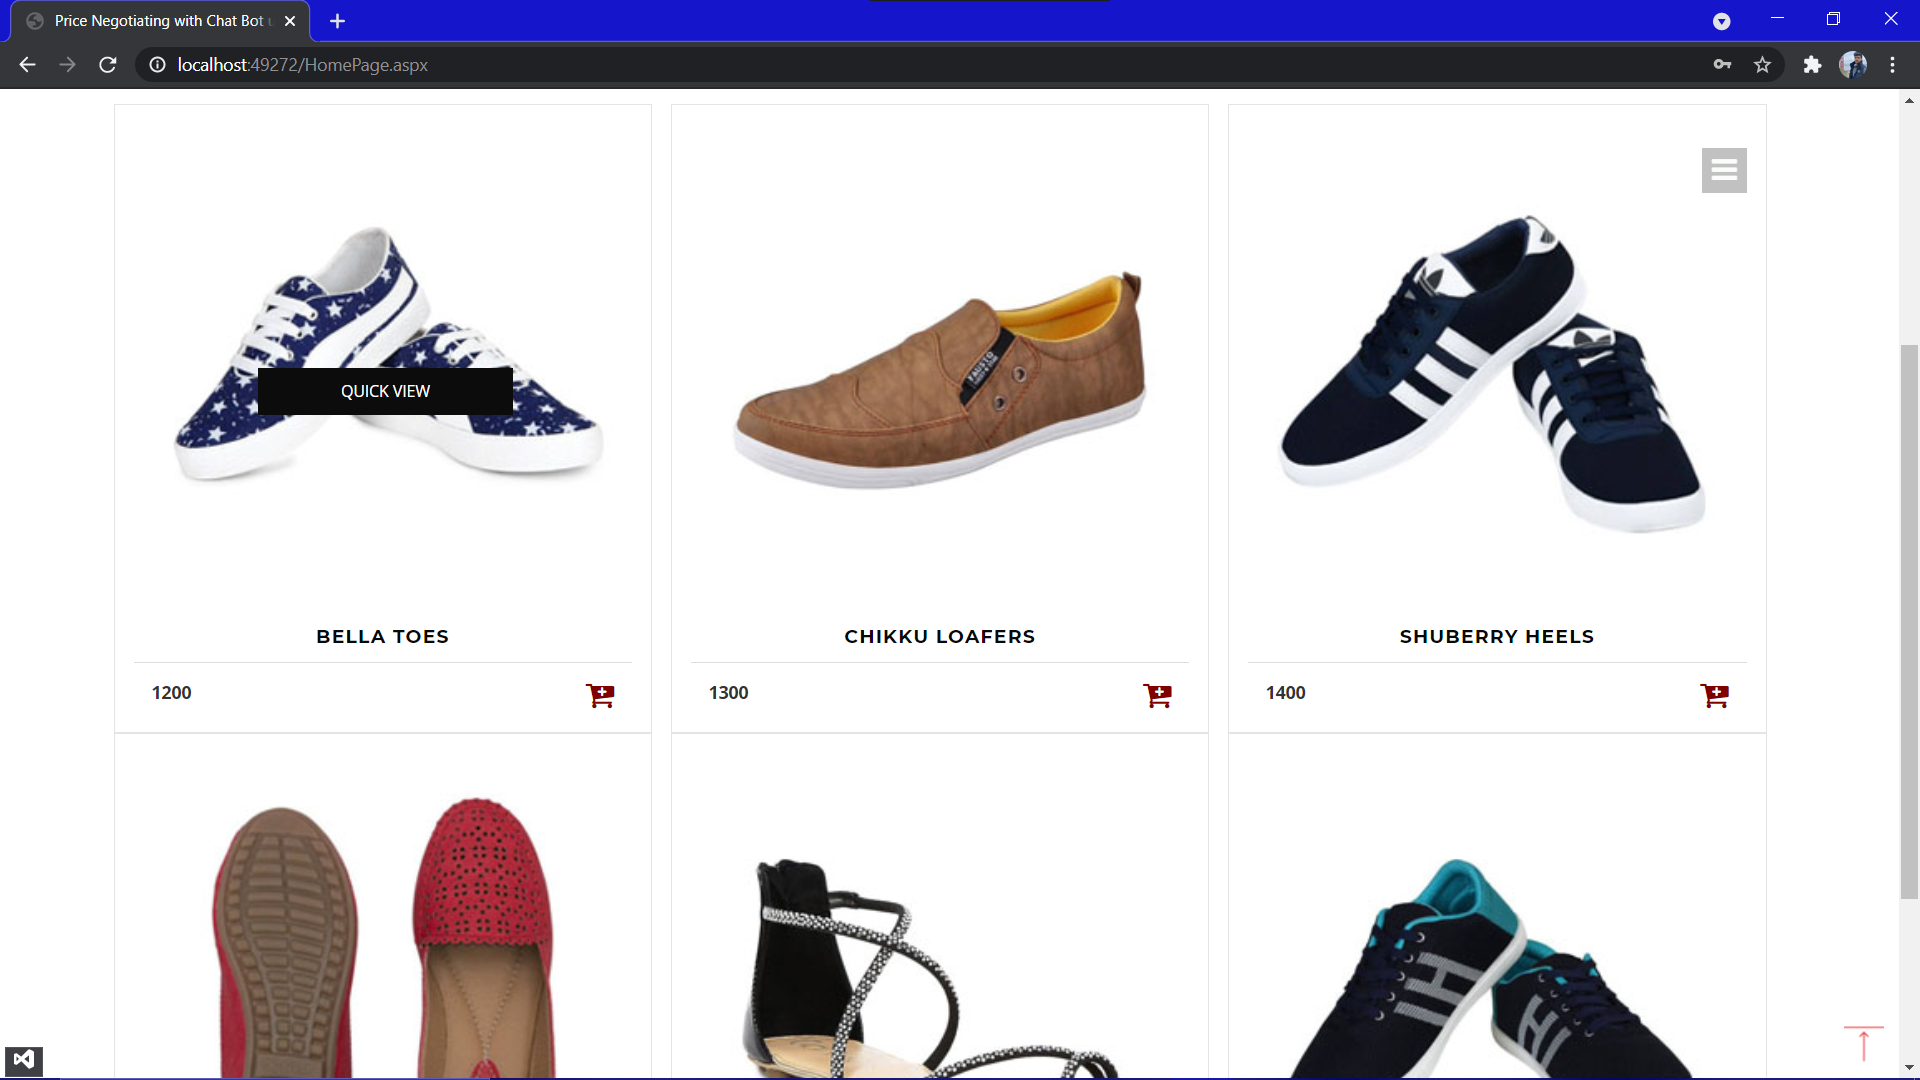 Price Negotiating with Chat Bot u
localhost:49272/HomePage.aspx
QUICK VIEW
FAUSTO
BELLA TOES
CHIKKU LOAFERS
SHUBERRY HEELS
1200
1300
1400